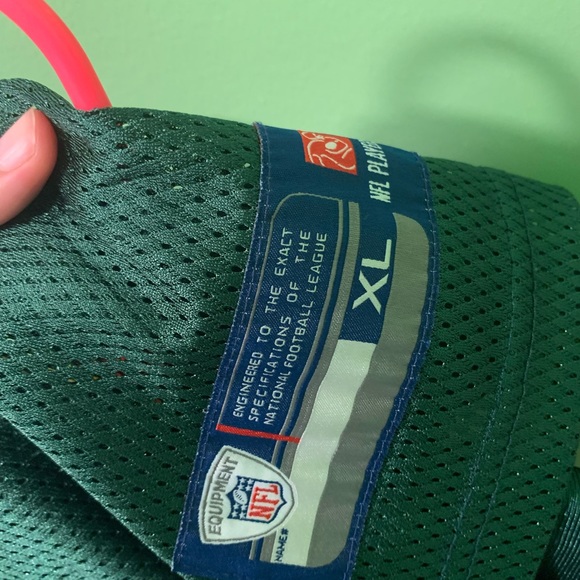 NFL PLAYERS
XL
ENGINEERED TO THE EXACT
SPECIFICATIONS OF THE
NATIONAL FOOTBALL LEAGUE
EQUIPMENT
NFL
NAME